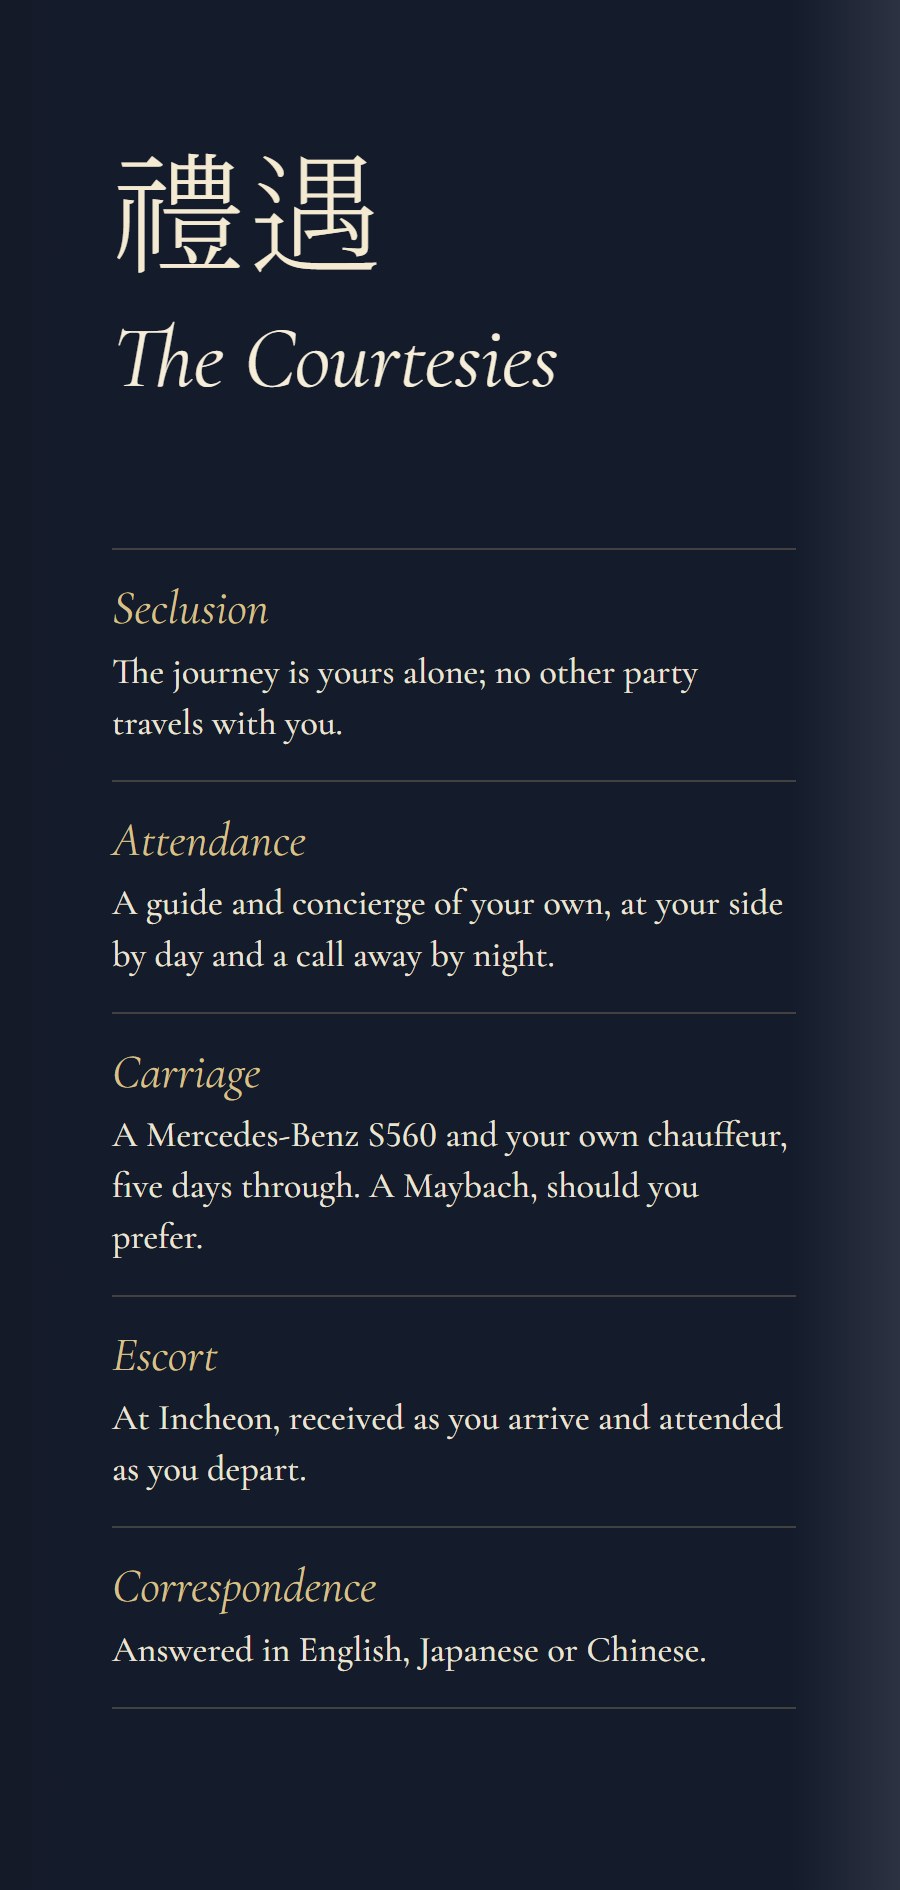 禮遇
The Courtesies
Seclusion
The journey is yours alone; no other party
travels with you.
Attendance
A guide and concierge of your own, at your side
by day and a call away by night.
Carriage
A Mercedes-Benz S560 and your own chauffeur,
five days through. A Maybach, should you
prefer.
Escort
At Incheon, received as you arrive and attended
as you depart.
Correspondence
Answered in English, Japanese or Chinese.